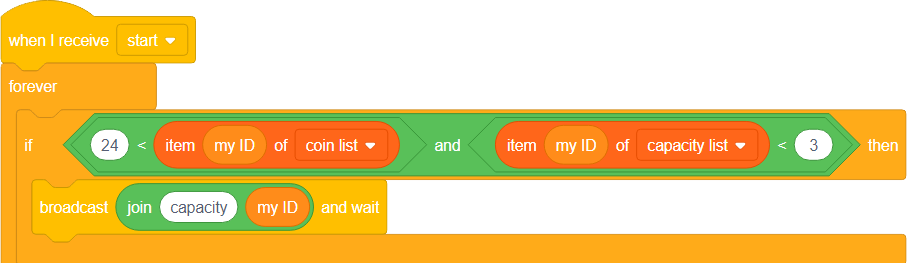 when I receive start
forever
if 24 < item my ID of coin list and item my ID of capacity list < 3 then
broadcast join capacity my ID and wait